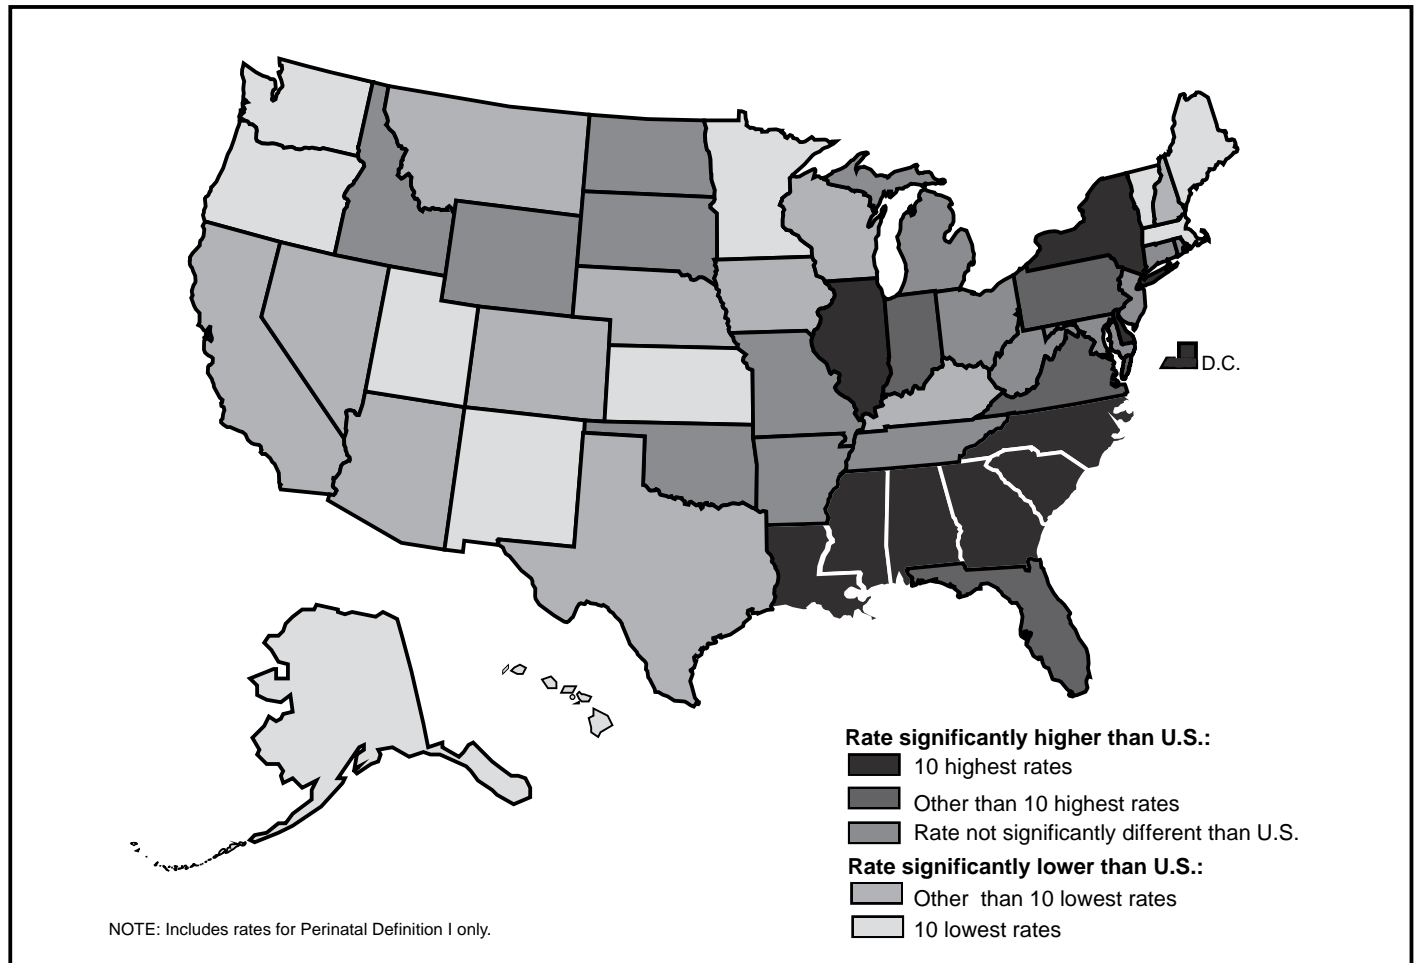 D.C.
Rate significantly higher than U.S.:
10 highest rates
Other than 10 highest rates
Rate not significantly different than U.S.
Rate significantly lower than U.S.:
Other than 10 lowest rates
10 lowest rates
NOTE: Includes rates for Perinatal Definition I only.